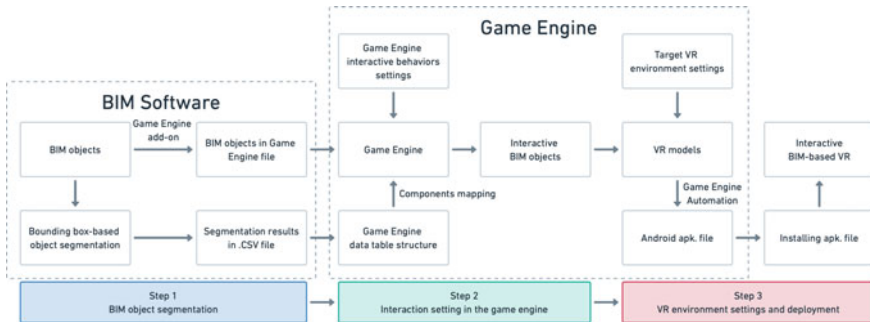 Game Engine
Game Engine
interactive behaviors
settings
Target VR
environment settings
BIM Software
BIM objects
Game Engine
add-on
BIM objects in Game
Engine file
Game Engine
Interactive
BIM objects
VR models
Interactive
BIM-based VR
Components mapping
Game Engine
Automation
Bounding box-based
object segmentation
Segmentation results
in .CSV file
Game Engine
data table structure
Android apk. file
Installing apk. file
Step 1
BIM object segmentation
Step 2
Interaction setting in the game engine
Step 3
VR environment settings and deployment